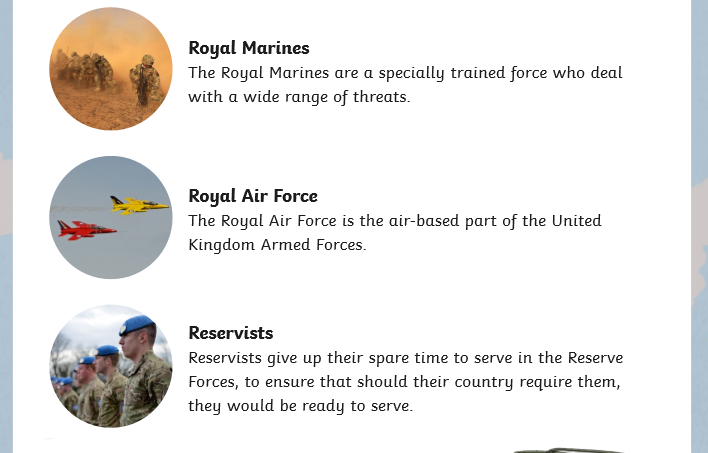 Royal Marines
The Royal Marines are a specially trained force who deal
with a wide range of threats.
Royal Air Force
The Royal Air Force is the air-based part of the United
Kingdom Armed Forces.
Reservists
Reservists give up their spare time to serve in the Reserve
Forces, to ensure that should their country require them,
they would be ready to serve.